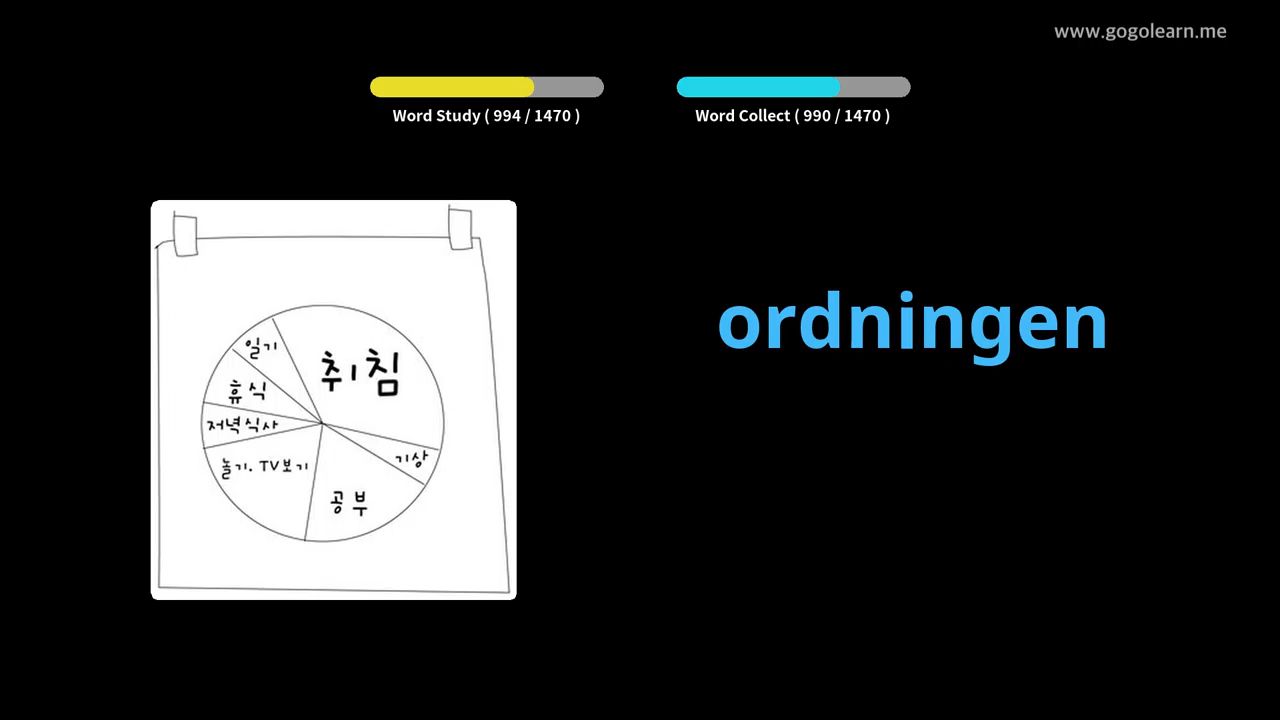 www.gogolearn.me
Word Study ( 994 / 1470 )
Word Collect ( 990 / 1470 )
일기
취침
휴식
저녁식사
놀기. TV보기
기상
공부
ordningen